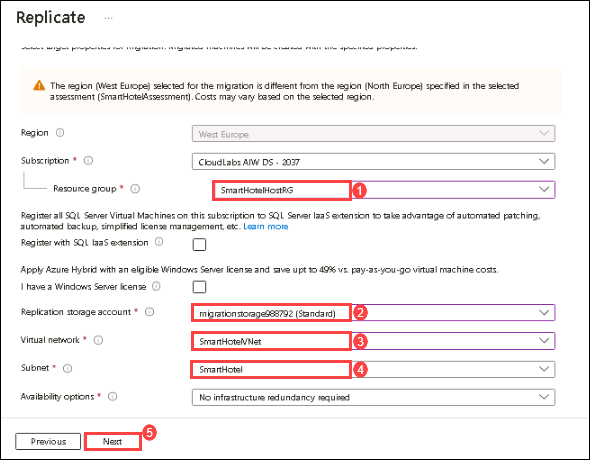 Replicate ...
Select target properties for migration. Migrated machines will be created with the specified properties.
The region (West Europe) selected for the migration is different from the region (North Europe) specified in the selected
assessment (SmartHotelAssessment). Costs may vary based on the selected region.
Region
West Europe
Subscription *
CloudLabs AIW DS - 2037
Resource group *
SmartHotelHostRG
1
Register all SQL Server Virtual Machines on this subscription to SQL Server IaaS extension to take advantage of automated patching,
automated backup, simplified license management, etc. Learn more
Register with SQL IaaS extension
Apply Azure Hybrid with an eligible Windows Server license and save upt to 49% vs. pay-as-you-go virtual machine costs.
I have a Windows Server license
Replication storage account *
migrationstorage988792 (Standard)
2
Virtual network *
SmartHotelVNet
3
Subnet *
SmartHotel
4
Availability options *
No infrastructure redundancy required
Previous
Next
5